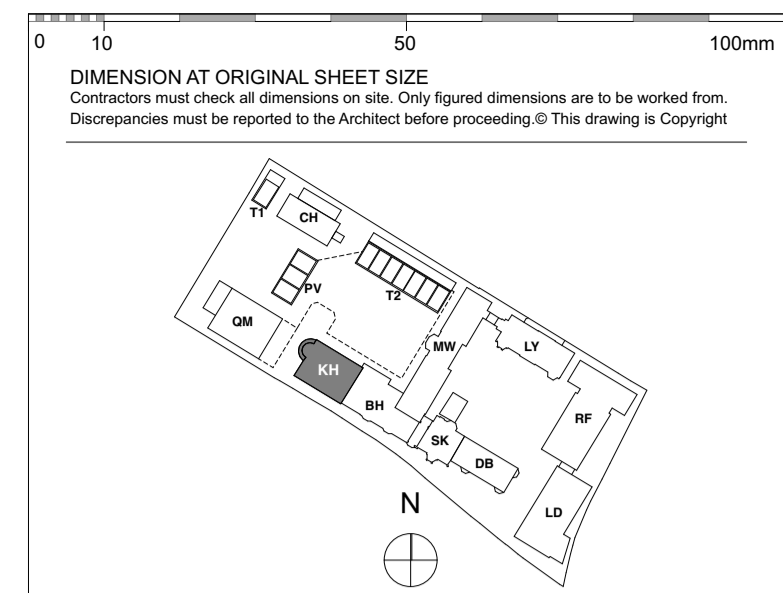 0 10 50 100mm
DIMENSION AT ORIGINAL SHEET SIZE
Contractors must check all dimensions on site. Only figured dimensions are to be worked from.
Discrepancies must be reported to the Architect before proceeding.© This drawing is Copyright
T1
CH
PV
T2
QM
MW
LY
KH
BH
RF
SK
DB
LD
N